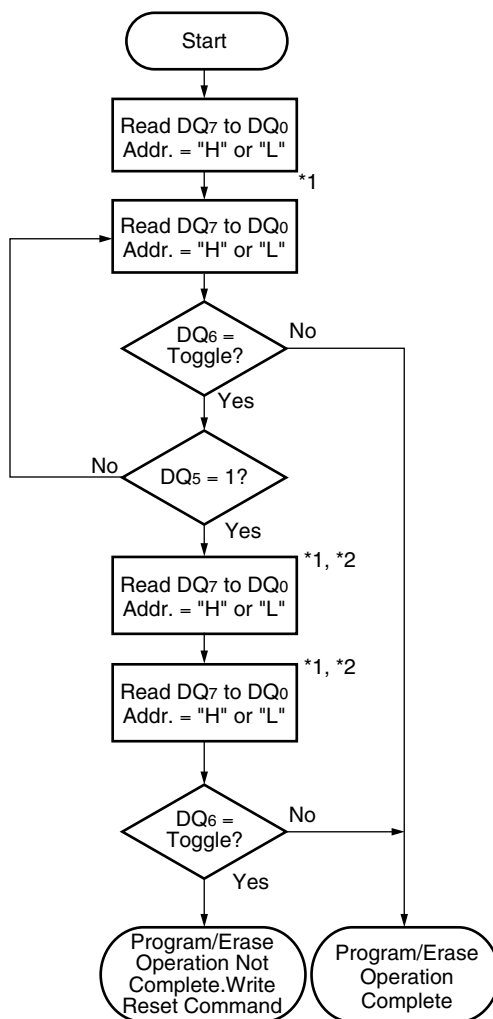 Start
Read DQ7 to DQ0
Addr. = "H" or "L"
*1
Read DQ7 to DQ0
Addr. = "H" or "L"
DQ6 =
Toggle?
No
Yes
No
DQ5 = 1?
Yes
*1, *2
Read DQ7 to DQ0
Addr. = "H" or "L"
*1, *2
Read DQ7 to DQ0
Addr. = "H" or "L"
DQ6 =
Toggle?
No
Yes
Program/Erase
Operation Not
Complete.Write
Reset Command
Program/Erase
Operation
Complete